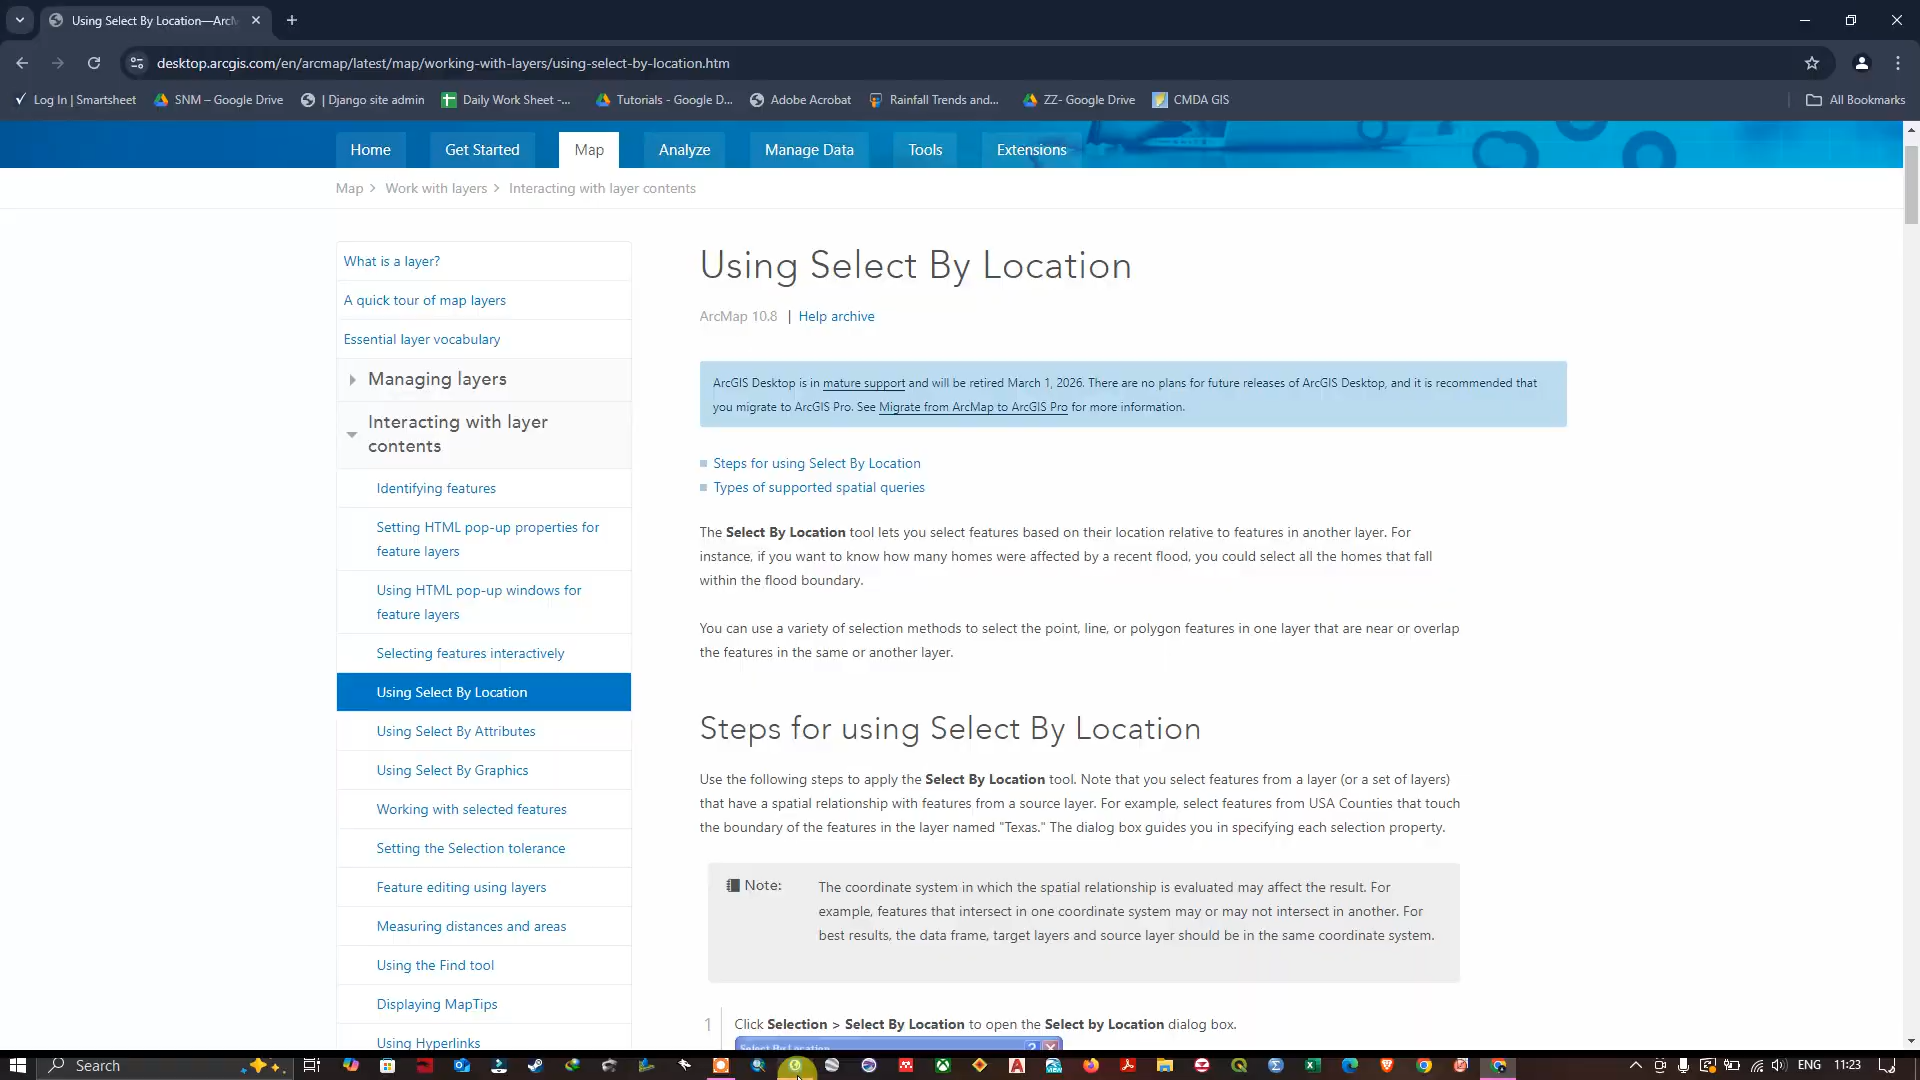 Using Select By Location—ArcM
desktop.arcgis.com/en/arcmap/latest/map/working-with-layers/using-select-by-location.htm
Log In | Smartsheet
SNM – Google Drive
| Django site admin
Daily Work Sheet -...
Tutorials - Google D...
Adobe Acrobat
Rainfall Trends and...
ZZ- Google Drive
CMDA GIS
All Bookmarks
Home
Get Started
Map
Analyze
Manage Data
Tools
Extensions
Map > Work with layers > Interacting with layer contents
What is a layer?
A quick tour of map layers
Essential layer vocabulary
Managing layers
Interacting with layer
contents
Identifying features
Setting HTML pop-up properties for
feature layers
Using HTML pop-up windows for
feature layers
Selecting features interactively
Using Select By Location
Using Select By Attributes
Using Select By Graphics
Working with selected features
Setting the Selection tolerance
Feature editing using layers
Measuring distances and areas
Using the Find tool
Displaying MapTips
Using Hyperlinks
Using Select By Location
ArcMap 10.8 | Help archive
ArcGIS Desktop is in mature support and will be retired March 1, 2026. There are no plans for future releases of ArcGIS Desktop, and it is recommended that
you migrate to ArcGIS Pro. See Migrate from ArcMap to ArcGIS Pro for more information.
Steps for using Select By Location
Types of supported spatial queries
The Select By Location tool lets you select features based on their location relative to features in another layer. For
instance, if you want to know how many homes were affected by a recent flood, you could select all the homes that fall
within the flood boundary.
You can use a variety of selection methods to select the point, line, or polygon features in one layer that are near or overlap
the features in the same or another layer.
Steps for using Select By Location
Use the following steps to apply the Select By Location tool. Note that you select features from a layer (or a set of layers)
that have a spatial relationship with features from a source layer. For example, select features from USA Counties that touch
the boundary of the features in the layer named "Texas." The dialog box guides you in specifying each selection property.
Note:
The coordinate system in which the spatial relationship is evaluated may affect the result. For
example, features that intersect in one coordinate system may or may not intersect in another. For
best results, the data frame, target layers and source layer should be in the same coordinate system.
1 Click Selection > Select By Location to open the Select by Location dialog box.
Select By Location
Search
ENG
11:23